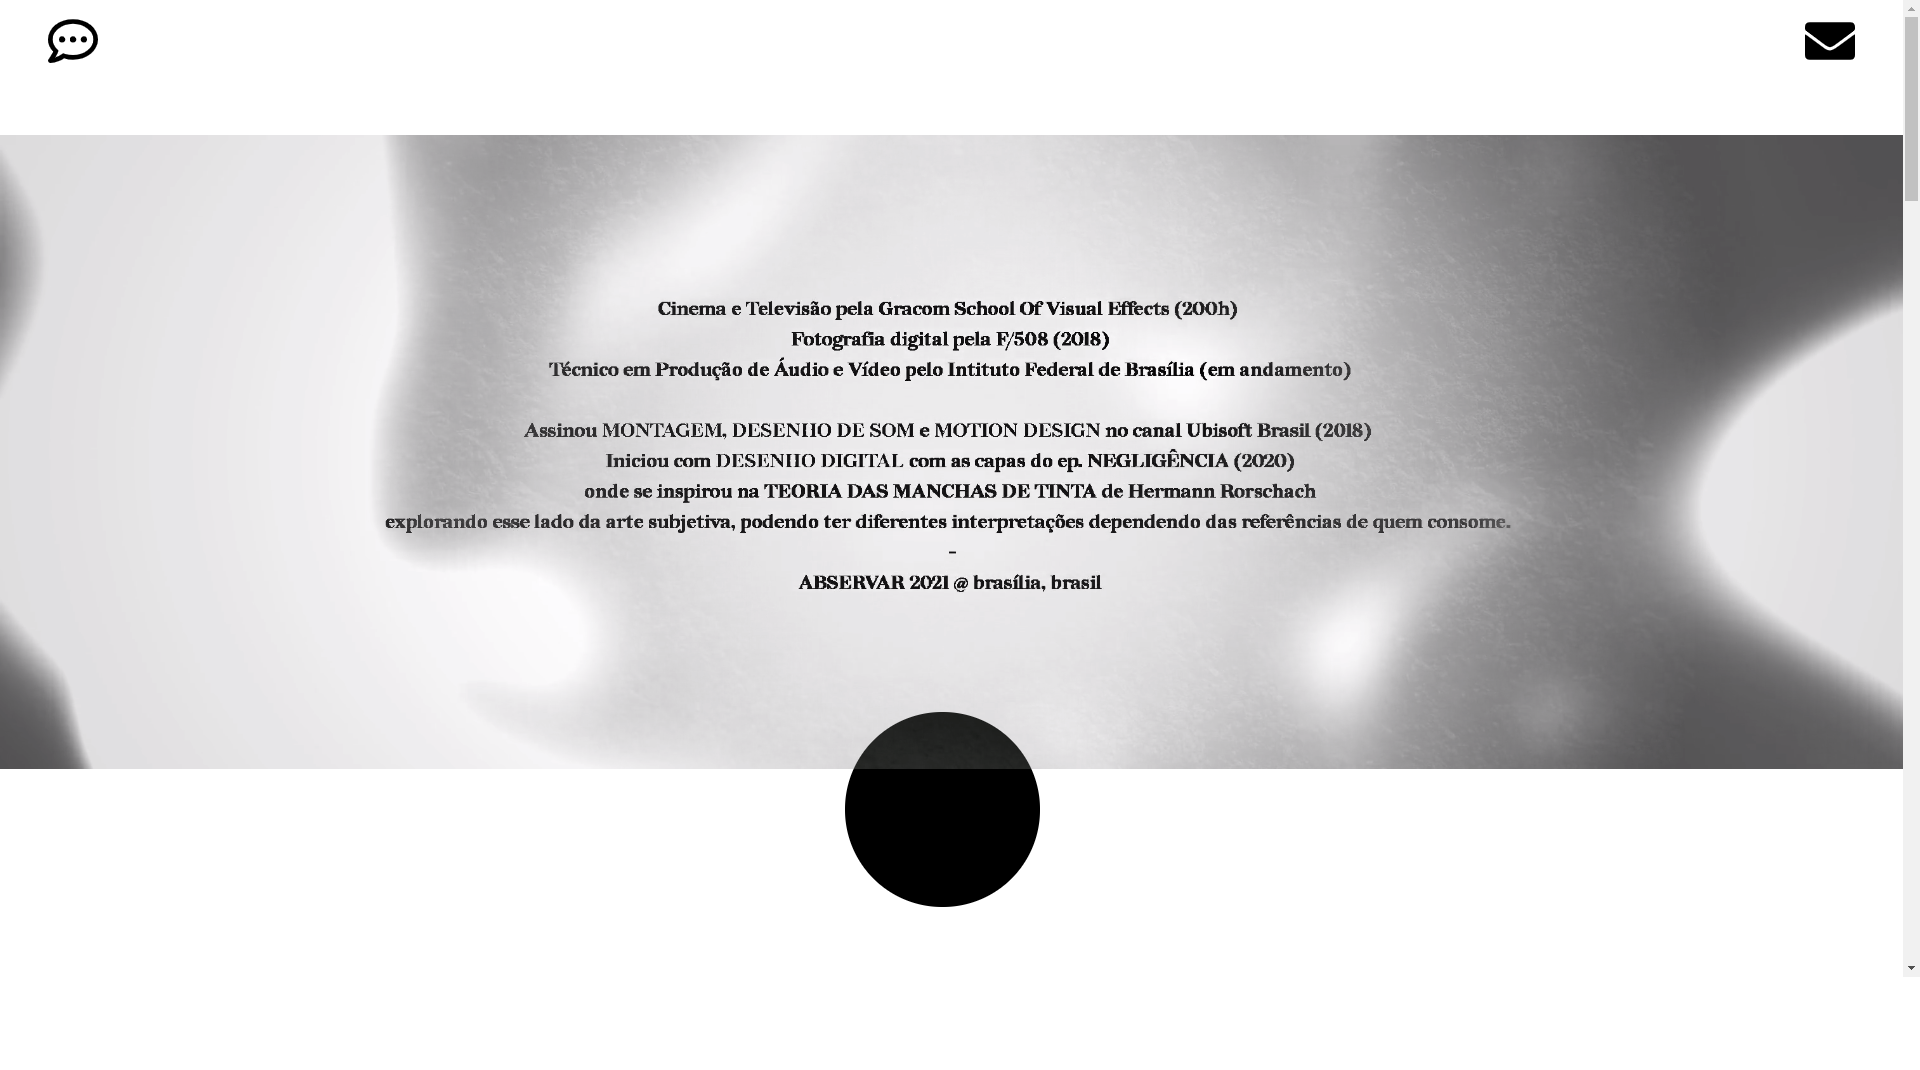 Cinema e Televisão pela Gracom School Of Visual Effects (200h)
Fotografia digital pela F/508 (2018)
Técnico em Produção de Áudio e Vídeo pelo Intituto Federal de Brasília (em andamento)
Assinou MONTAGEM, DESENHO DE SOM e MOTION DESIGN no canal Ubisoft Brasil (2018)
Iniciou com DESENHO DIGITAL com as capas do ep. NEGLIGÊNCIA (2020)
onde se inspirou na TEORIA DAS MANCHAS DE TINTA de Hermann Rorschach
explorando esse lado da arte subjetiva, podendo ter diferentes interpretações dependendo das referências de quem consome.
-
ABSERVAR 2021 @ brasília, brasil